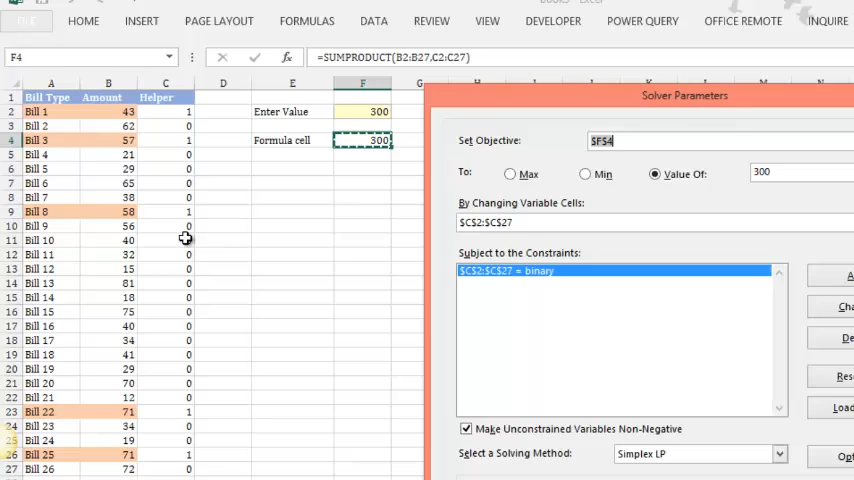 HOME INSERT PAGE LAYOUT FORMULAS DATA REVIEW VIEW DEVELOPER POWER QUERY OFFICE REMOTE INQUIRE
F4 fx =SUMPRODUCT(B2:B27,C2:C27)
A B C D E F
1 Bill Type Amount Helper
2 Bill 1 43 1 Enter Value 300
3 Bill 2 62 0
4 Bill 3 57 1 Formula cell 300
5 Bill 4 21 0
6 Bill 5 29 0
7 Bill 6 65 0
8 Bill 7 38 0
9 Bill 8 58 1
10 Bill 9 56 0
11 Bill 10 40 0
12 Bill 11 32 0
13 Bill 12 15 0
14 Bill 13 81 0
15 Bill 14 18 0
16 Bill 15 75 0
17 Bill 16 40 0
18 Bill 17 34 0
19 Bill 18 41 0
20 Bill 19 29 0
21 Bill 20 70 0
22 Bill 21 12 0
23 Bill 22 71 1
24 Bill 23 34 0
25 Bill 24 19 0
26 Bill 25 71 1
27 Bill 26 72 0
Solver Parameters
Set Objective: $F$4
To: Max Min Value Of: 300
By Changing Variable Cells:
$C$2:$C$27
Subject to the Constraints:
$C$2:$C$27 = binary
A
Cha
De
Res
Load
Make Unconstrained Variables Non-Negative
Select a Solving Method: Simplex LP Opt